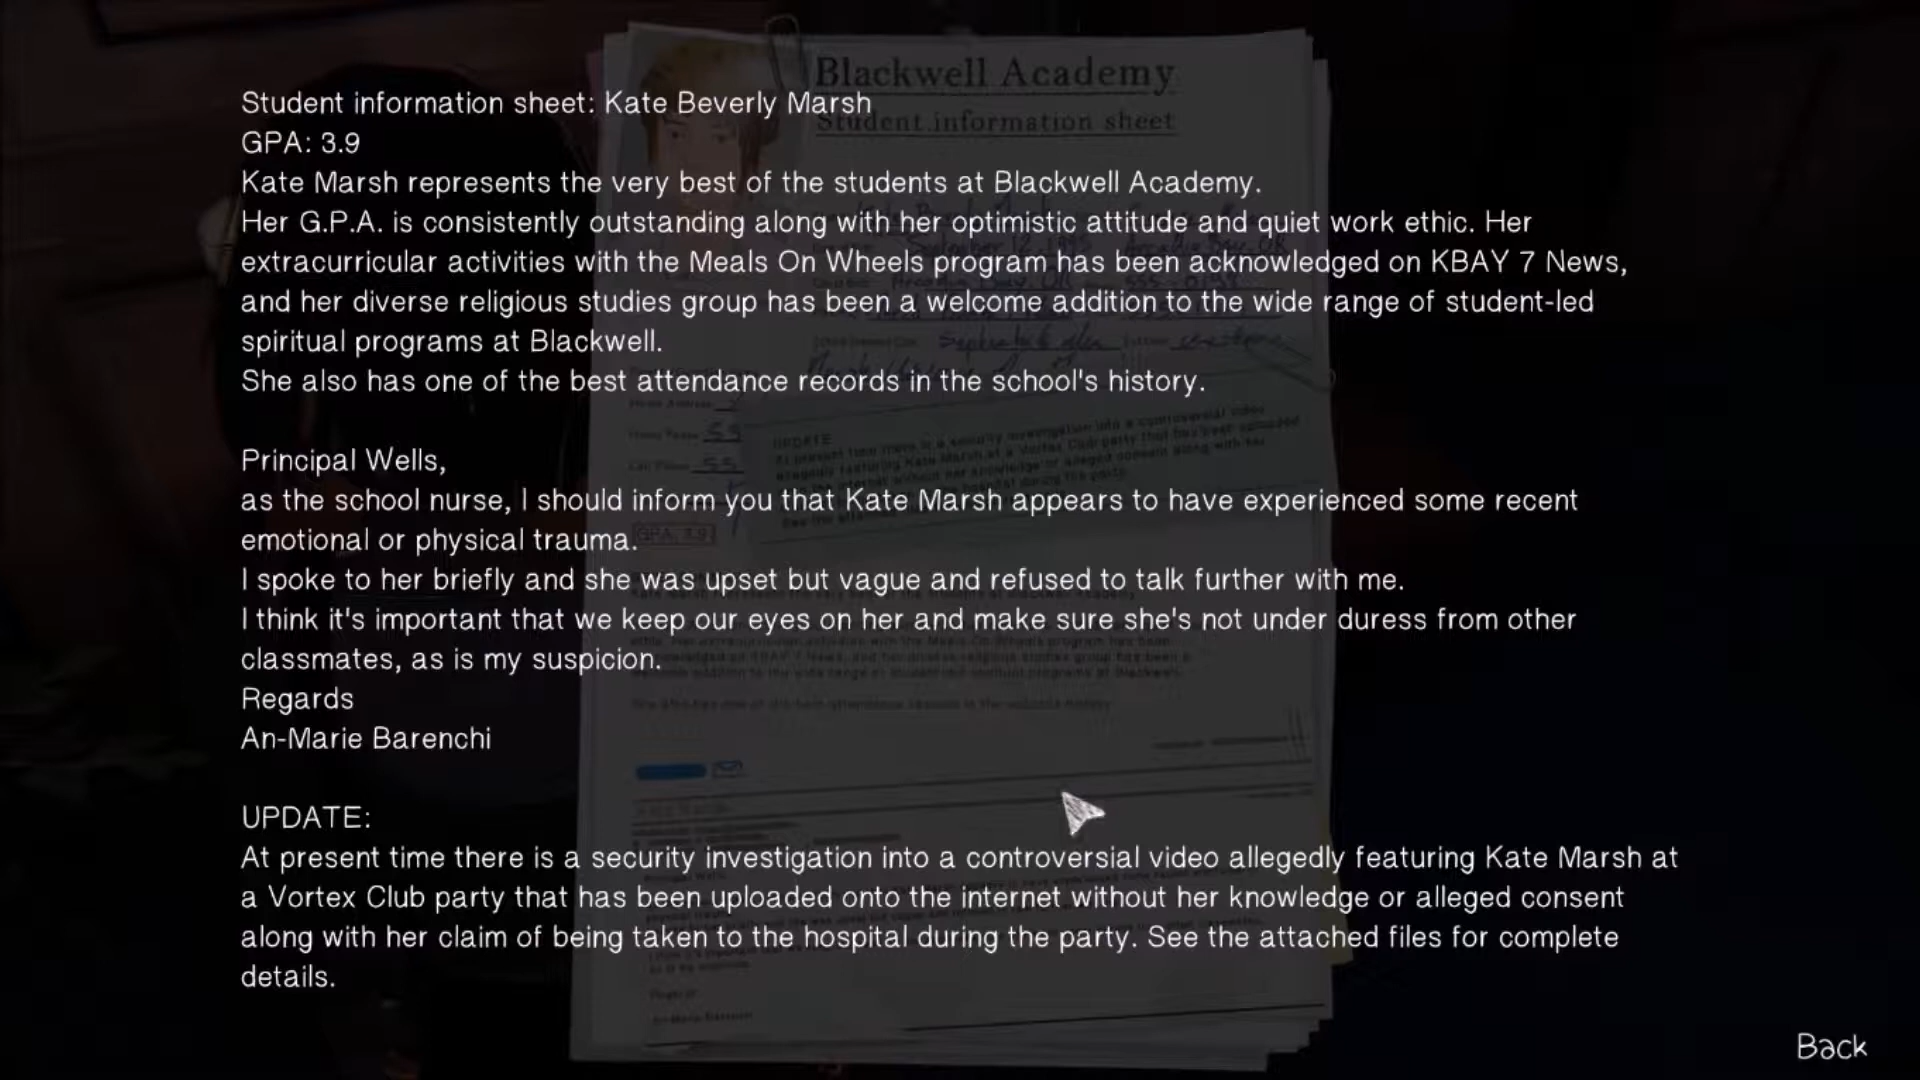 Blackwell Academy
Student information sheet
Student information sheet: Kate Beverly Marsh
GPA: 3.9
Kate Marsh represents the very best of the students at Blackwell Academy.
Her G.P.A. is consistently outstanding along with her optimistic attitude and quiet work ethic. Her
extracurricular activities with the Meals On Wheels program has been acknowledged on KBAY 7 News,
and her diverse religious studies group has been a welcome addition to the wide range of student-led
spiritual programs at Blackwell.
She also has one of the best attendance records in the school's history.
Principal Wells,
as the school nurse, I should inform you that Kate Marsh appears to have experienced some recent
emotional or physical trauma.
I spoke to her briefly and she was upset but vague and refused to talk further with me.
I think it's important that we keep our eyes on her and make sure she's not under duress from other
classmates, as is my suspicion.
Regards
An-Marie Barenchi
UPDATE:
At present time there is a security investigation into a controversial video allegedly featuring Kate Marsh at
a Vortex Club party that has been uploaded onto the internet without her knowledge or alleged consent
along with her claim of being taken to the hospital during the party. See the attached files for complete
details.
GPA: 3.9
Back